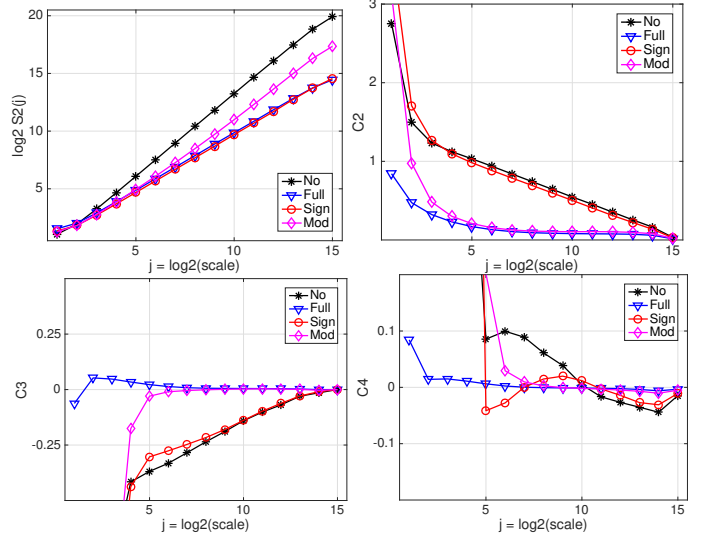 20
15
10
5
log2 S2(j)
No
Full
Sign
Mod
5
10
15
j = log2(scale)
3
2
1
C2
No
Full
Sign
Mod
5
10
15
j = log2(scale)
0.25
0
-0.25
C3
No
Full
Sign
Mod
5
10
15
j = log2(scale)
0.1
0
-0.1
C4
No
Full
Sign
Mod
5
10
15
j = log2(scale)